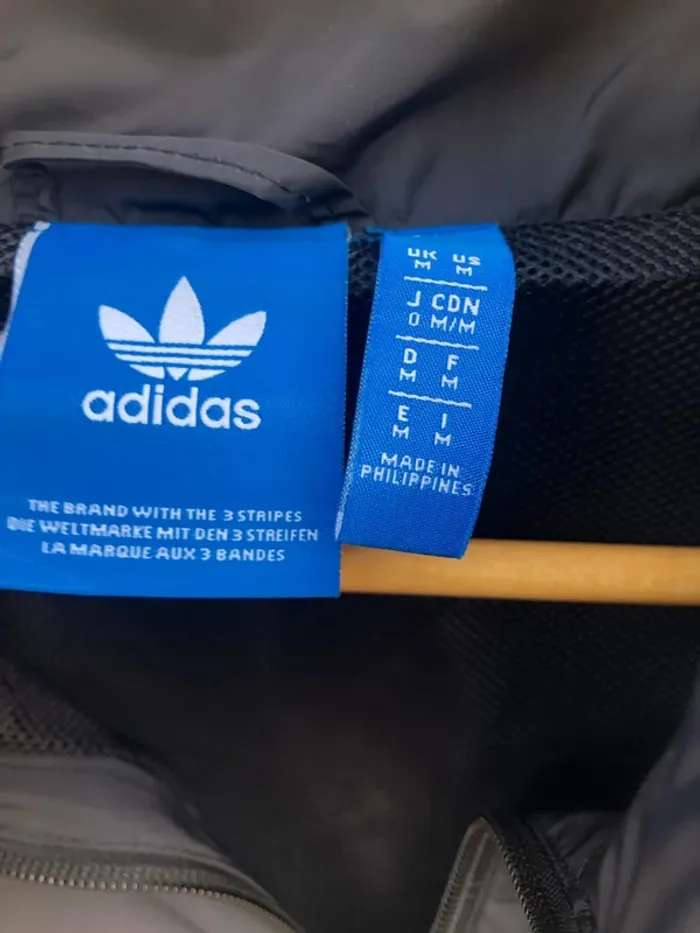 adidas
THE BRAND WITH THE 3 STRIPES
DIE WELTMARKE MIT DEN 3 STREIFEN
LA MARQUE AUX 3 BANDES
UK US
M M
J CDN
O M/M
D F
M M
E I
M M
MADE IN
PHILIPPINES